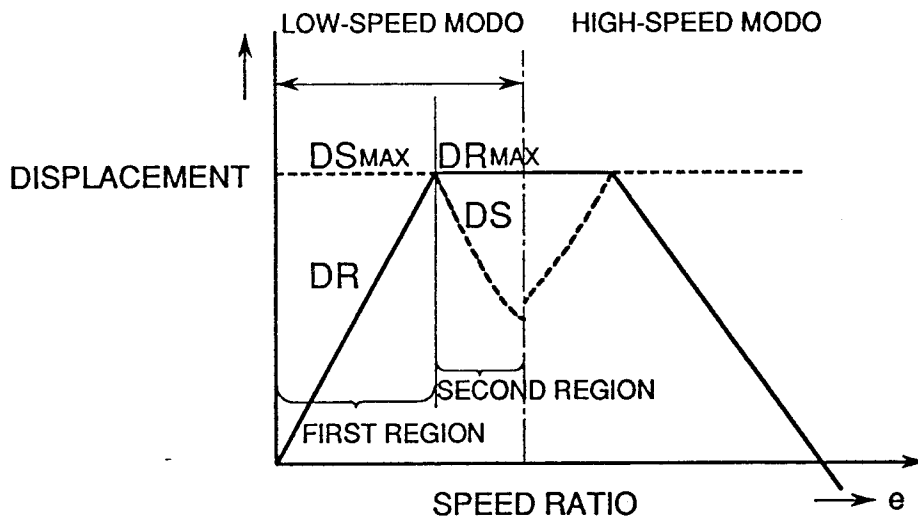 LOW-SPEED MODO
HIGH-SPEED MODO
DSMAX
DRMAX
DISPLACEMENT
DS
DR
SECOND REGION
FIRST REGION
SPEED RATIO
e